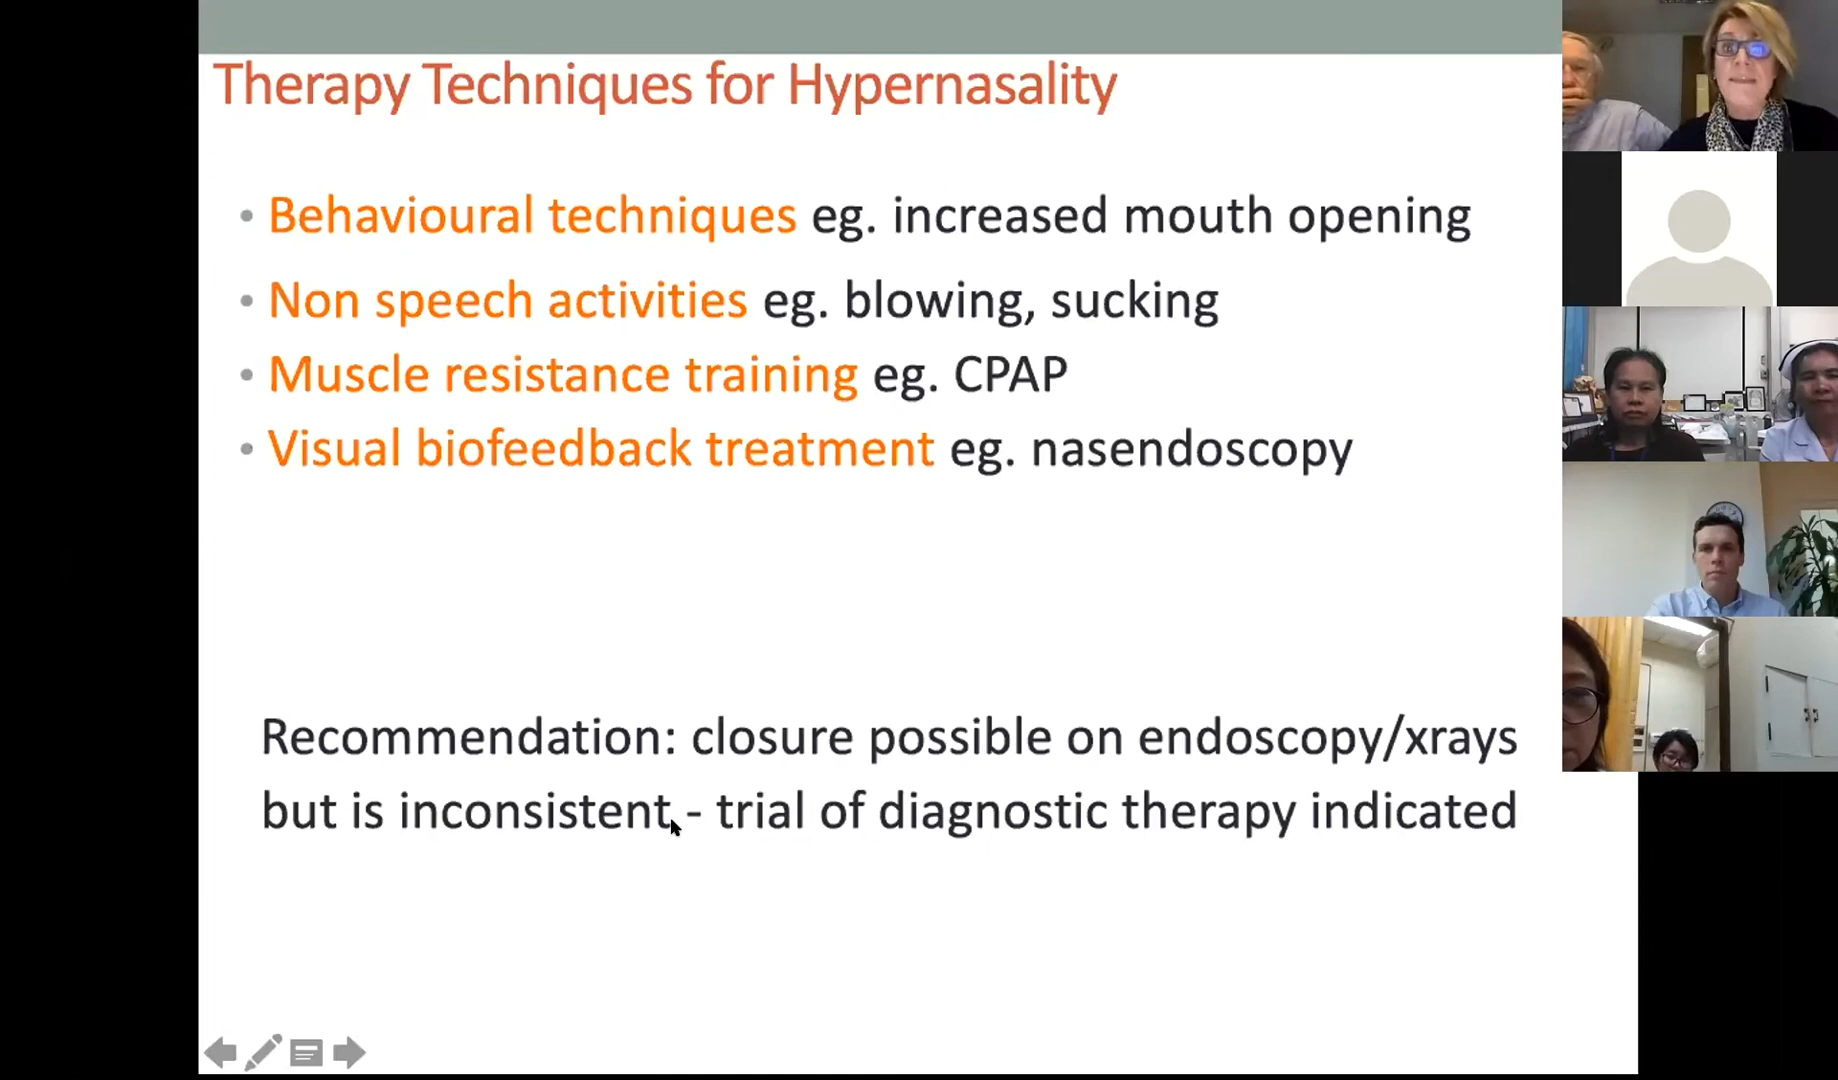 Therapy Techniques for Hypernasality
• Behavioural techniques eg. increased mouth opening
• Non speech activities eg. blowing, sucking
• Muscle resistance training eg. CPAP
• Visual biofeedback treatment eg. nasendoscopy
Recommendation: closure possible on endoscopy/xrays
but is inconsistent - trial of diagnostic therapy indicated